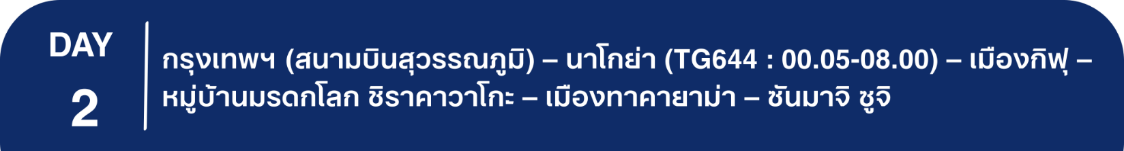 DAY
2
กรุงเทพฯ (สนามบินสุวรรณภูมิ) – นาโกย่า (TG644 : 00.05-08.00) – เมืองกิฟุ –
หมู่บ้านมรดกโลก ชิราคาวาโกะ – เมืองทาคายาม่า – ซันมาจิ ซูจิ